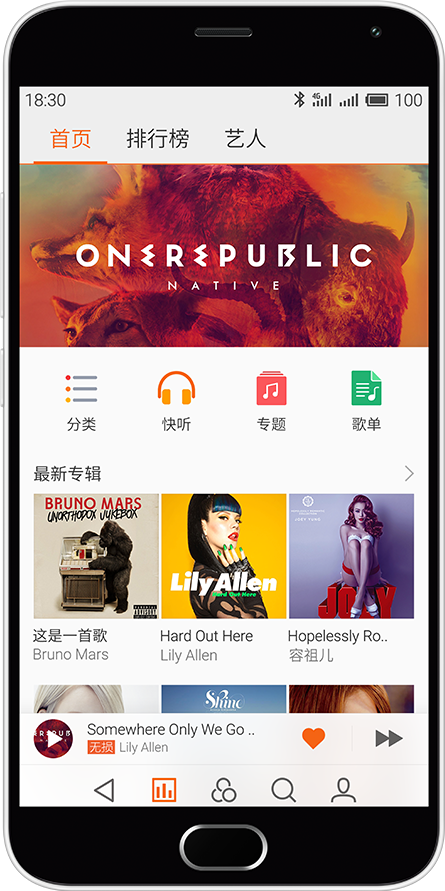 18:30 4G 100
首页 排行榜 艺人
ONEREPUBLIC
NATIVE
分类 快听 专题 歌单
最新专辑
BRUNO MARS
UNORTHODOX JUKEBOX
Lily Allen
Hard Out Here
JOEY YUNG
JOEY
这是一首歌 Hard Out Here Hopelessly Ro..
Bruno Mars Lily Allen 容祖儿
Shine
Somewhere Only We Go ..
无损 Lily Allen